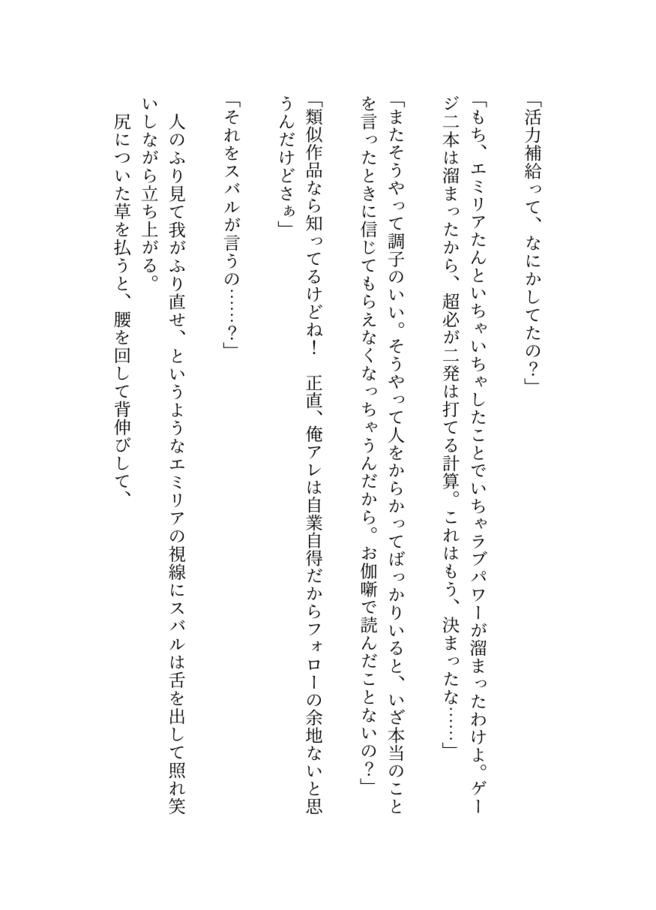 「活力補給って、なにかしてたの？」
「もち、エミリアたんといちゃいちゃしたことでいちゃラブパワーが溜まったわけよ。ゲー
ジ二本は溜まったから、超必が二発は打てる計算。これはもう、決まったな……」
「またそうやって調子のいい。そうやって人をからかってばっかりいると、いざ本当のこと
を言ったときに信じてもらえなくなっちゃうんだから。お伽噺で読んだことないの？」
「類似作品なら知ってるけどね！　正直、俺アレは自業自得だからフォローの余地ないと思
うんだけどさぁ」
「それをスバルが言うの……？」
　人のふり見て我がふり直せ、というようなエミリアの視線にスバルは舌を出して照れ笑
いしながら立ち上がる。
　尻についた草を払うと、腰を回して背伸びして、